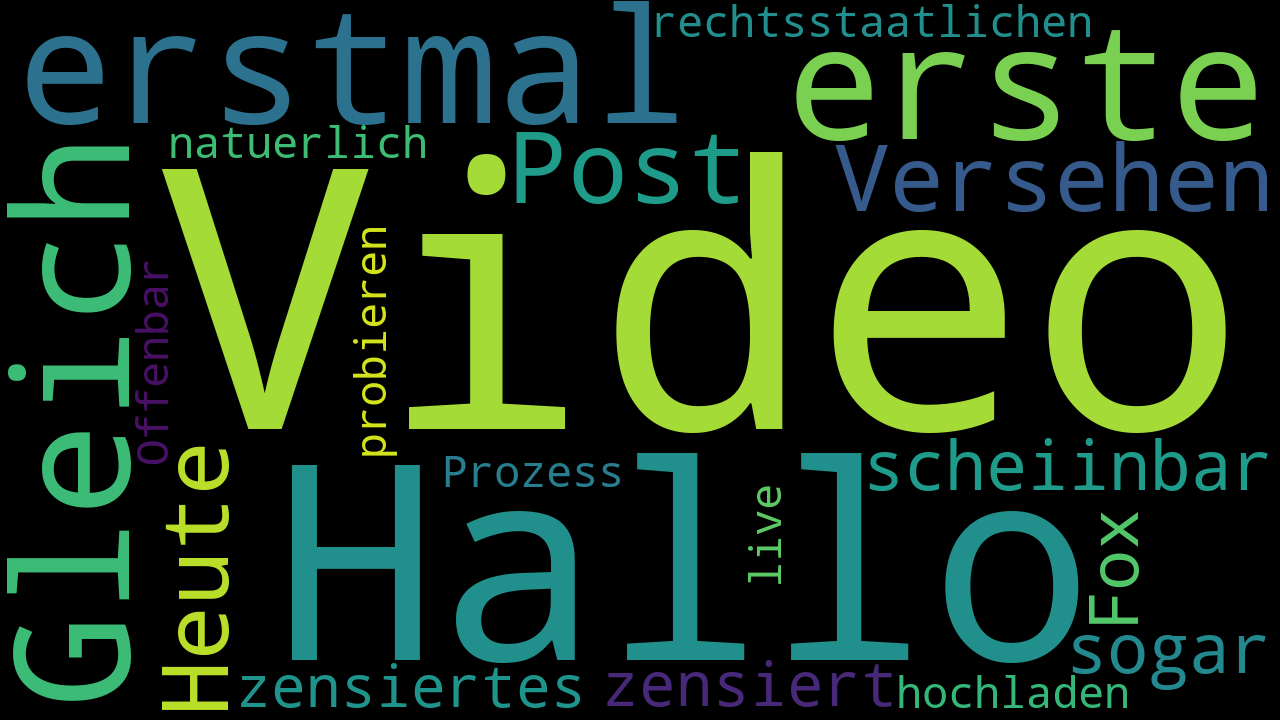 erstmal
rechtsstaatlichen
erste
natuerlich
Post
Versehen
Gleich
Video
Offenbar
probieren
Heute
Prozess
Hallo
live
scheiinbar
Fox
sogar
zensiertes
zensiert
hochladen